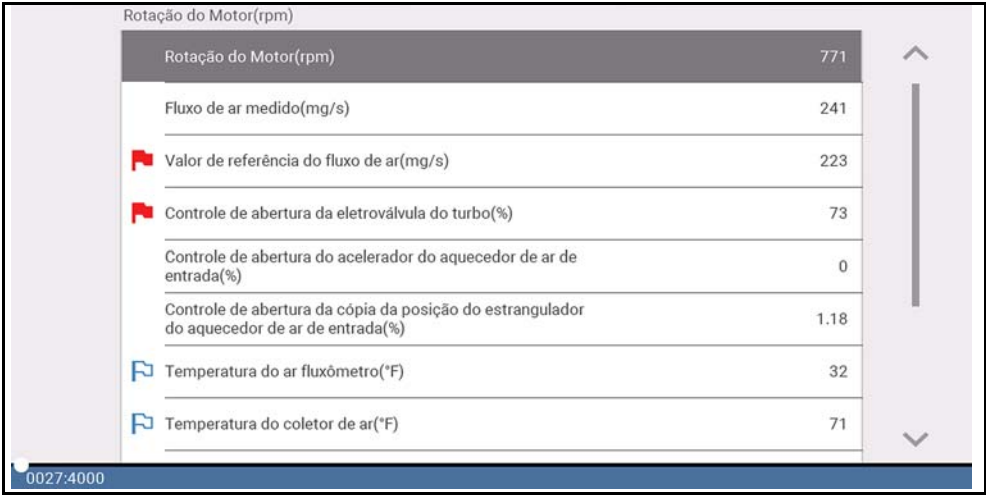 Rotação do Motor(rpm)
Rotação do Motor(rpm) 771
Fluxo de ar medido(mg/s) 241
Valor de referência do fluxo de ar(mg/s) 223
Controle de abertura da eletroválvula do turbo(%) 73
Controle de abertura do acelerador do aquecedor de ar de
entrada(%) 0
Controle de abertura da cópia da posição do estrangulador
do aquecedor de ar de entrada(%) 1.18
Temperatura do ar fluxômetro(°F) 32
Temperatura do coletor de ar(°F) 71
0027:4000